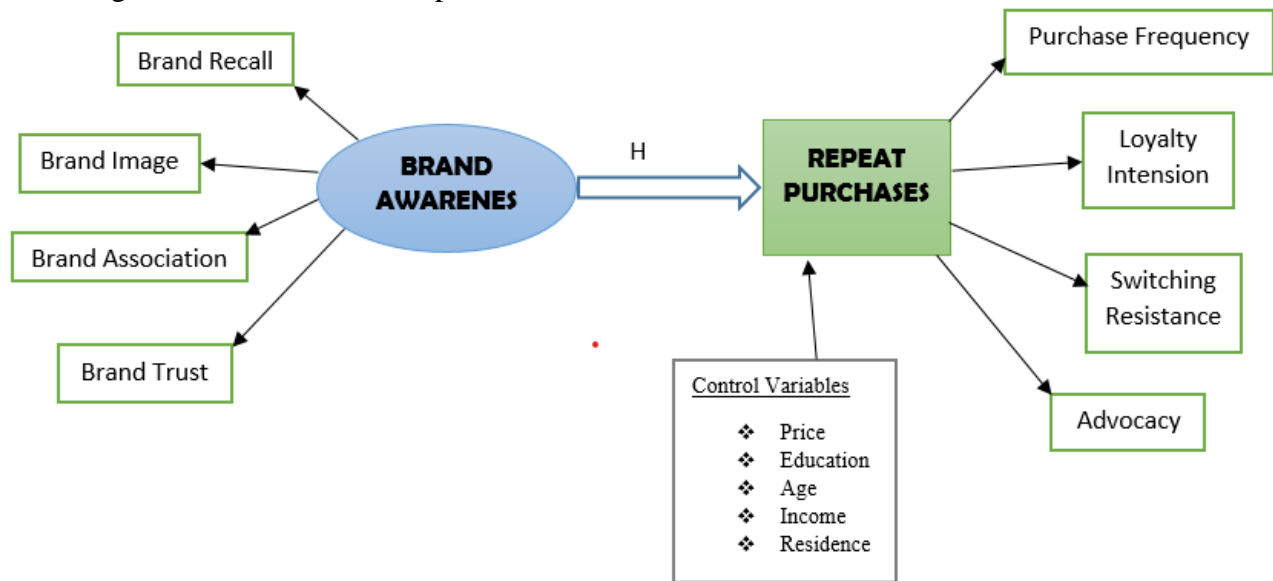 Brand Recall
Brand Image
Brand Association
Brand Trust
BRAND
AWARENES
H
REPEAT
PURCHASES
Purchase Frequency
Loyalty
Intension
Switching
Resistance
Advocacy
Control Variables
❖ Price
❖ Education
❖ Age
❖ Income
❖ Residence